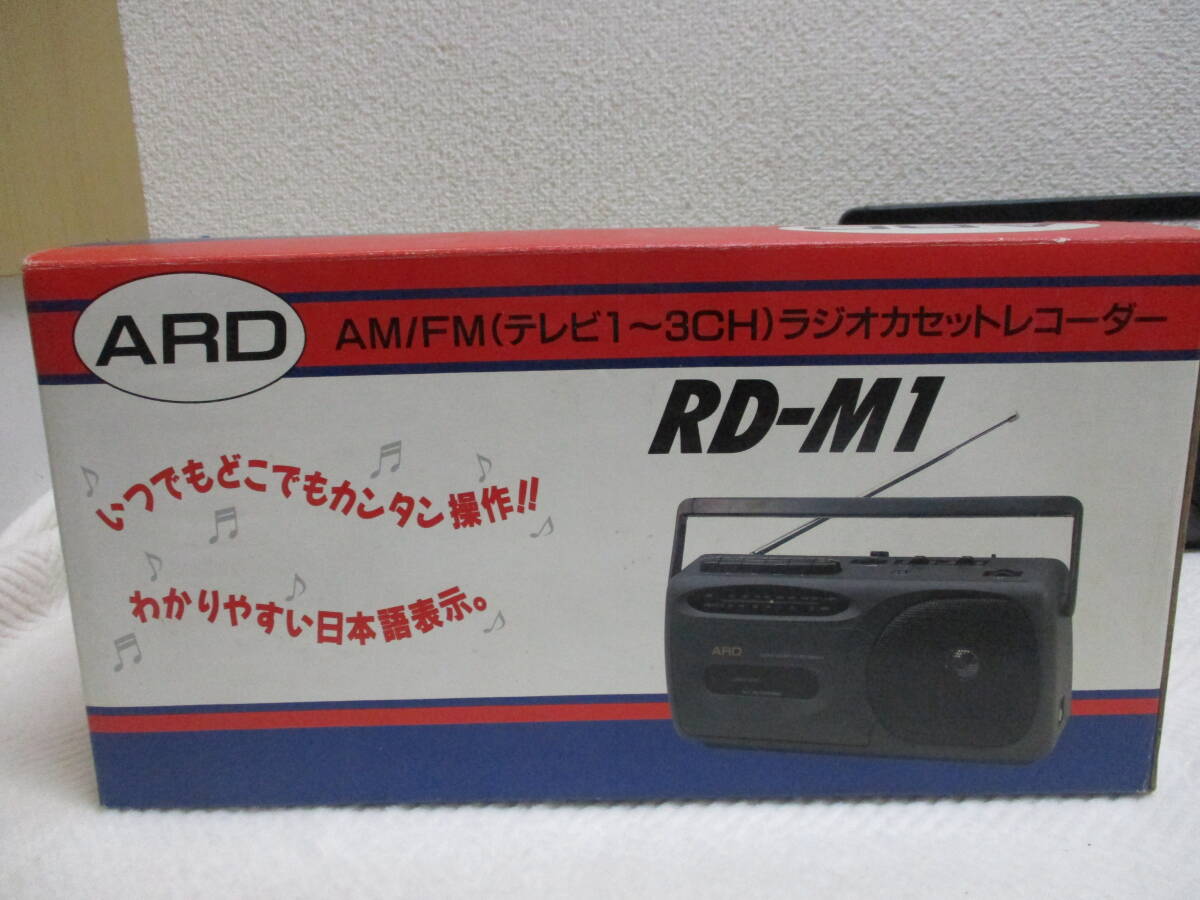 ARD
AM/FM(テレビ1～3CH)ラジオカセットレコーダー
RD-M1
いつでもどこでもカンタン操作!!
わかりやすい日本語表示。
ARD